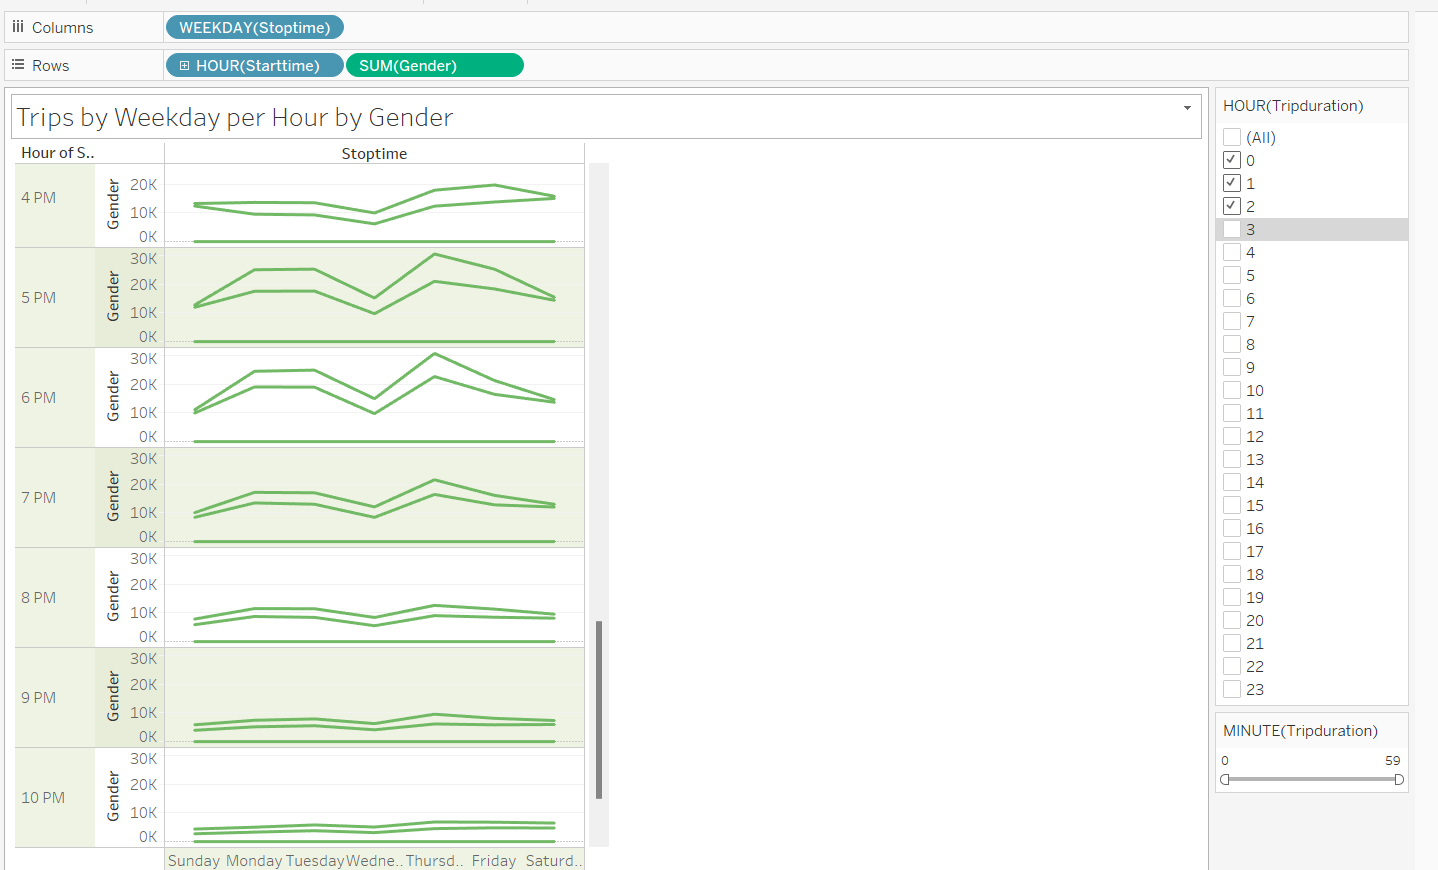 Columns WEEKDAY(Stoptime)
Rows HOUR(Starttime) SUM(Gender)
Trips by Weekday per Hour by Gender
Hour of S.. Stoptime
4 PM Gender 20K
10K
0K
5 PM Gender 30K
20K
10K
0K
6 PM Gender 30K
20K
10K
0K
7 PM Gender 30K
20K
10K
0K
8 PM Gender 30K
20K
10K
0K
9 PM Gender 30K
20K
10K
0K
10 PM Gender 30K
20K
10K
0K
Sunday Monday Tuesday Wedne.. Thursd.. Friday Saturd..
HOUR(Tripduration)
(All)
0
1
2
3
4
5
6
7
8
9
10
11
12
13
14
15
16
17
18
19
20
21
22
23
MINUTE(Tripduration)
0 59